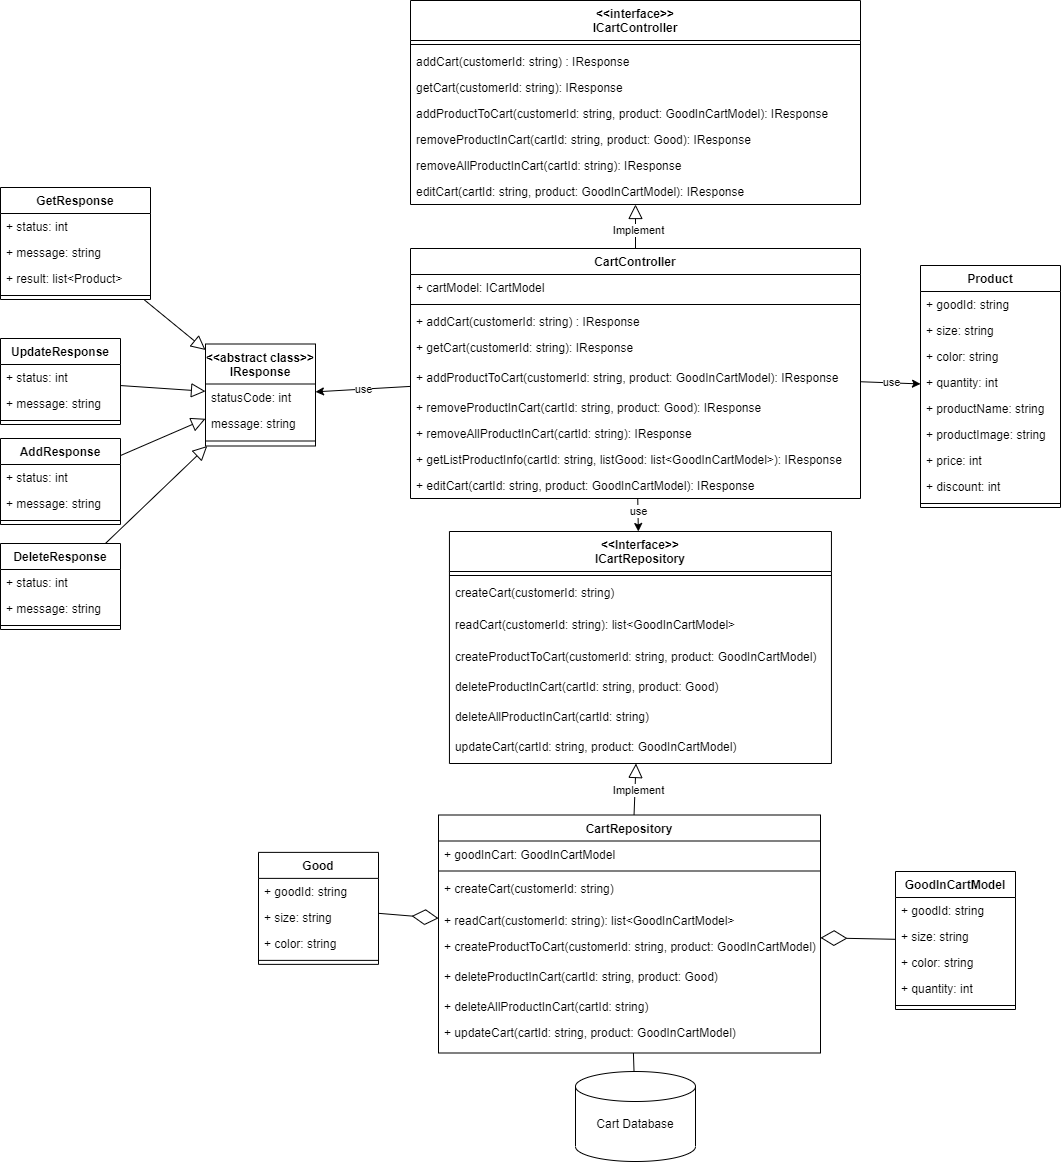 <<interface>>
ICartController
addCart(customerId: string) : IResponse
getCart(customerId: string): IResponse
addProductToCart(customerId: string, product: GoodInCartModel): IResponse
removeProductInCart(cartId: string, product: Good): IResponse
removeAllProductInCart(cartId: string): IResponse
editCart(cartId: string, product: GoodInCartModel): IResponse
Implement
GetResponse
+ status: int
+ message: string
+ result: list<Product>
UpdateResponse
+ status: int
+ message: string
AddResponse
+ status: int
+ message: string
DeleteResponse
+ status: int
+ message: string
<<abstract class>>
IResponse
statusCode: int
message: string
use
CartController
+ cartModel: ICartModel
+ addCart(customerId: string) : IResponse
+ getCart(customerId: string): IResponse
+ addProductToCart(customerId: string, product: GoodInCartModel): IResponse
+ removeProductInCart(cartId: string, product: Good): IResponse
+ removeAllProductInCart(cartId: string): IResponse
+ getListProductInfo(cartId: string, listGood: list<GoodInCartModel>): IResponse
+ editCart(cartId: string, product: GoodInCartModel): IResponse
use
Product
+ goodId: string
+ size: string
+ color: string
+ quantity: int
+ productName: string
+ productImage: string
+ price: int
+ discount: int
use
<<Interface>>
ICartRepository
createCart(customerId: string)
readCart(customerId: string): list<GoodInCartModel>
createProductToCart(customerId: string, product: GoodInCartModel)
deleteProductInCart(cartId: string, product: Good)
deleteAllProductInCart(cartId: string)
updateCart(cartId: string, product: GoodInCartModel)
Implement
Good
+ goodId: string
+ size: string
+ color: string
CartRepository
+ goodInCart: GoodInCartModel
+ createCart(customerId: string)
+ readCart(customerId: string): list<GoodInCartModel>
+ createProductToCart(customerId: string, product: GoodInCartModel)
+ deleteProductInCart(cartId: string, product: Good)
+ deleteAllProductInCart(cartId: string)
+ updateCart(cartId: string, product: GoodInCartModel)
GoodInCartModel
+ goodId: string
+ size: string
+ color: string
+ quantity: int
Cart Database